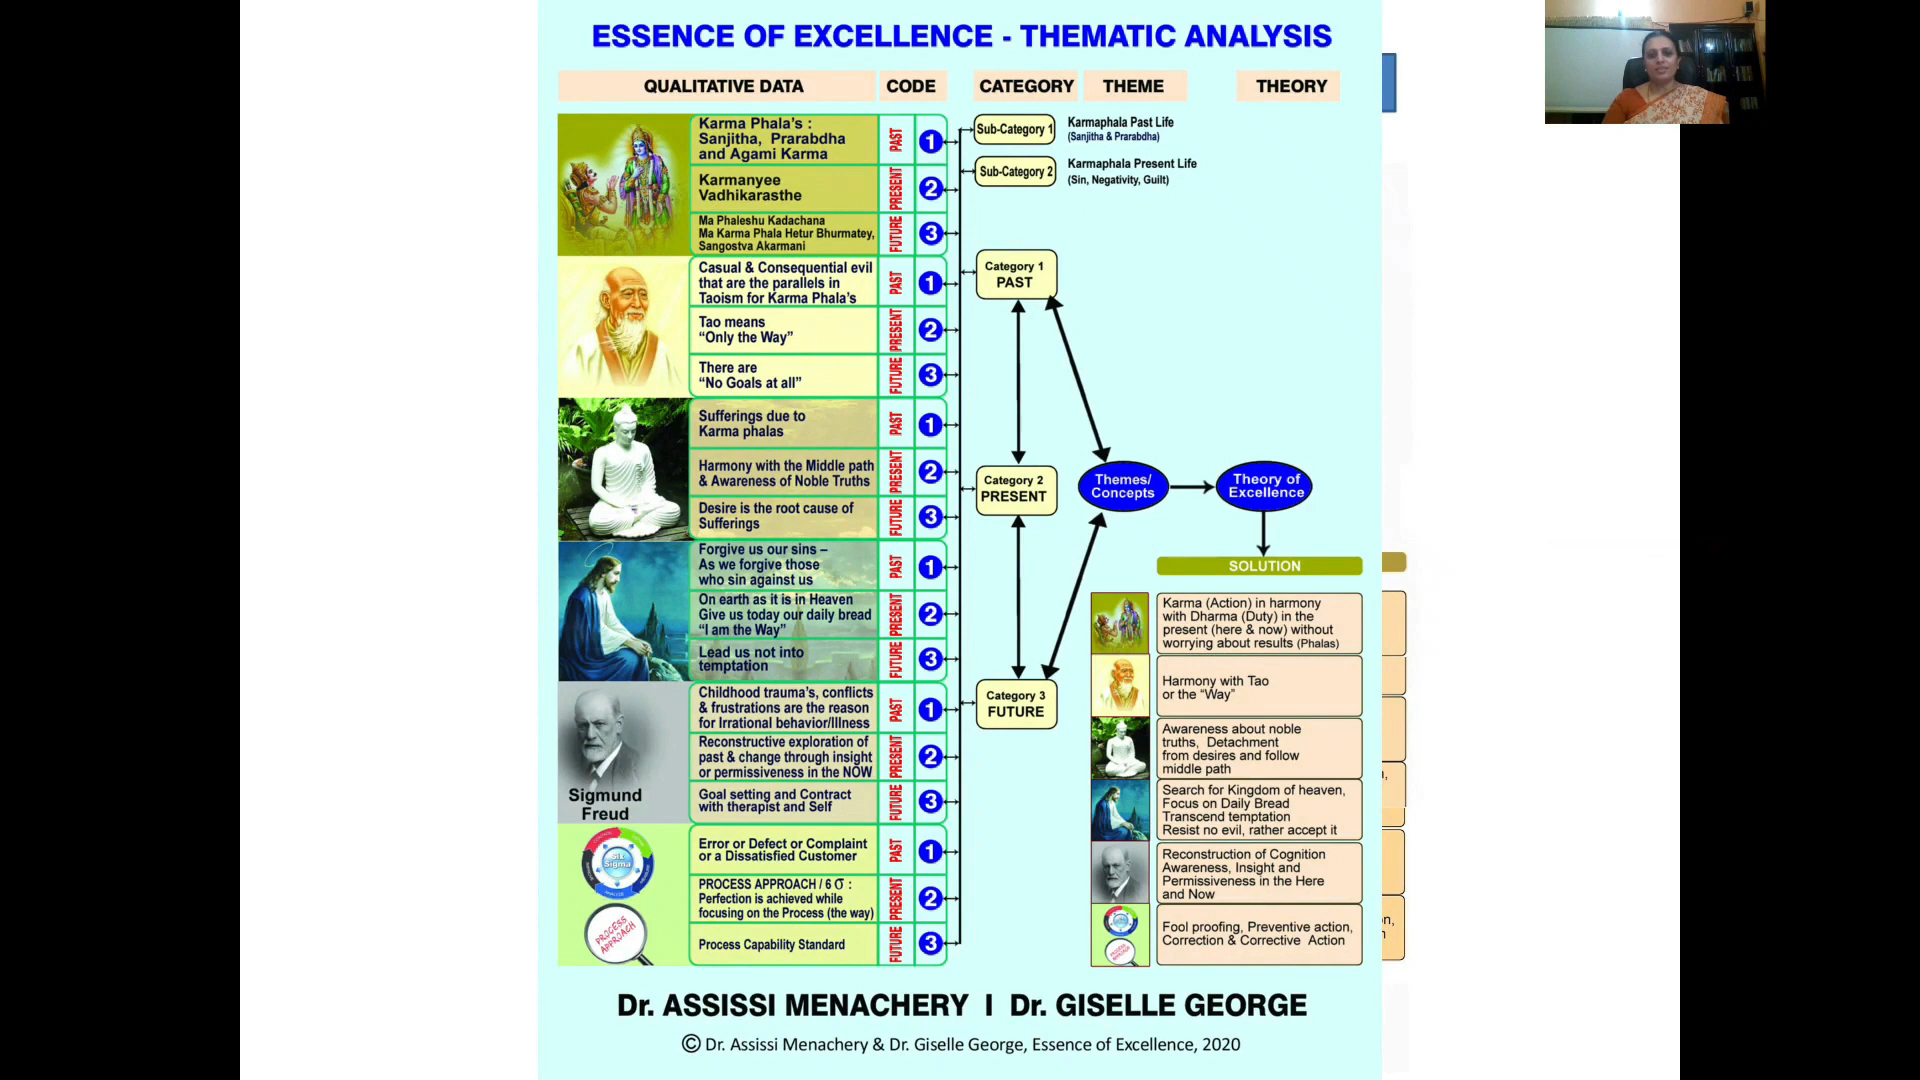 ESSENCE OF EXCELLENCE - THEMATIC ANALYSIS
QUALITATIVE DATA
CODE
CATEGORY
THEME
THEORY
Karma Phala's :
Sanjitha, Prarabdha
and Agami Karma
PAST
1
Karmanyee
Vadhikarasthe
PRESENT
2
Ma Phaleshu Kadachana
Ma Karma Phala Hetur Bhurmatey,
Sangostva Akarmani
FUTURE
3
Casual & Consequential evil
that are the parallels in
Taoism for Karma Phala's
PAST
1
Tao means
“Only the Way”
PRESENT
2
There are
“No Goals at all”
FUTURE
3
Sufferings due to
Karma phalas
PAST
1
Harmony with the Middle path
& Awareness of Noble Truths
PRESENT
2
Desire is the root cause of
Sufferings
FUTURE
3
Forgive us our sins –
As we forgive those
who sin against us
PAST
1
On earth as it is in Heaven
Give us today our daily bread
“I am the Way”
PRESENT
2
Lead us not into
temptation
FUTURE
3
Sigmund
Freud
Childhood trauma's, conflicts
& frustrations are the reason
for Irrational behavior/Illness
PAST
1
Reconstructive exploration of
past & change through insight
or permissiveness in the NOW
PRESENT
2
Goal setting and Contract
with therapist and Self
FUTURE
3
Six
Sigma
PROCESS
APPROACH
Error or Defect or Complaint
or a Dissatisfied Customer
PAST
1
PROCESS APPROACH / 6 σ :
Perfection is achieved while
focusing on the Process (the way)
PRESENT
2
Process Capability Standard
FUTURE
3
Sub-Category 1
Karmaphala Past Life
(Sanjitha & Prarabdha)
Sub-Category 2
Karmaphala Present Life
(Sin, Negativity, Guilt)
Category 1
PAST
Category 2
PRESENT
Category 3
FUTURE
Themes/
Concepts
Theory of
Excellence
SOLUTION
Karma (Action) in harmony
with Dharma (Duty) in the
present (here & now) without
worrying about results (Phalas)
Harmony with Tao
or the “Way”
Awareness about noble
truths, Detachment
from desires and follow
middle path
Search for Kingdom of heaven,
Focus on Daily Bread
Transcend temptation
Resist no evil, rather accept it
Reconstruction of Cognition
Awareness, Insight and
Permissiveness in the Here
and Now
Fool proofing, Preventive action,
Correction & Corrective Action
Dr. ASSISSI MENACHERY I Dr. GISELLE GEORGE
© Dr. Assissi Menachery & Dr. Giselle George, Essence of Excellence, 2020